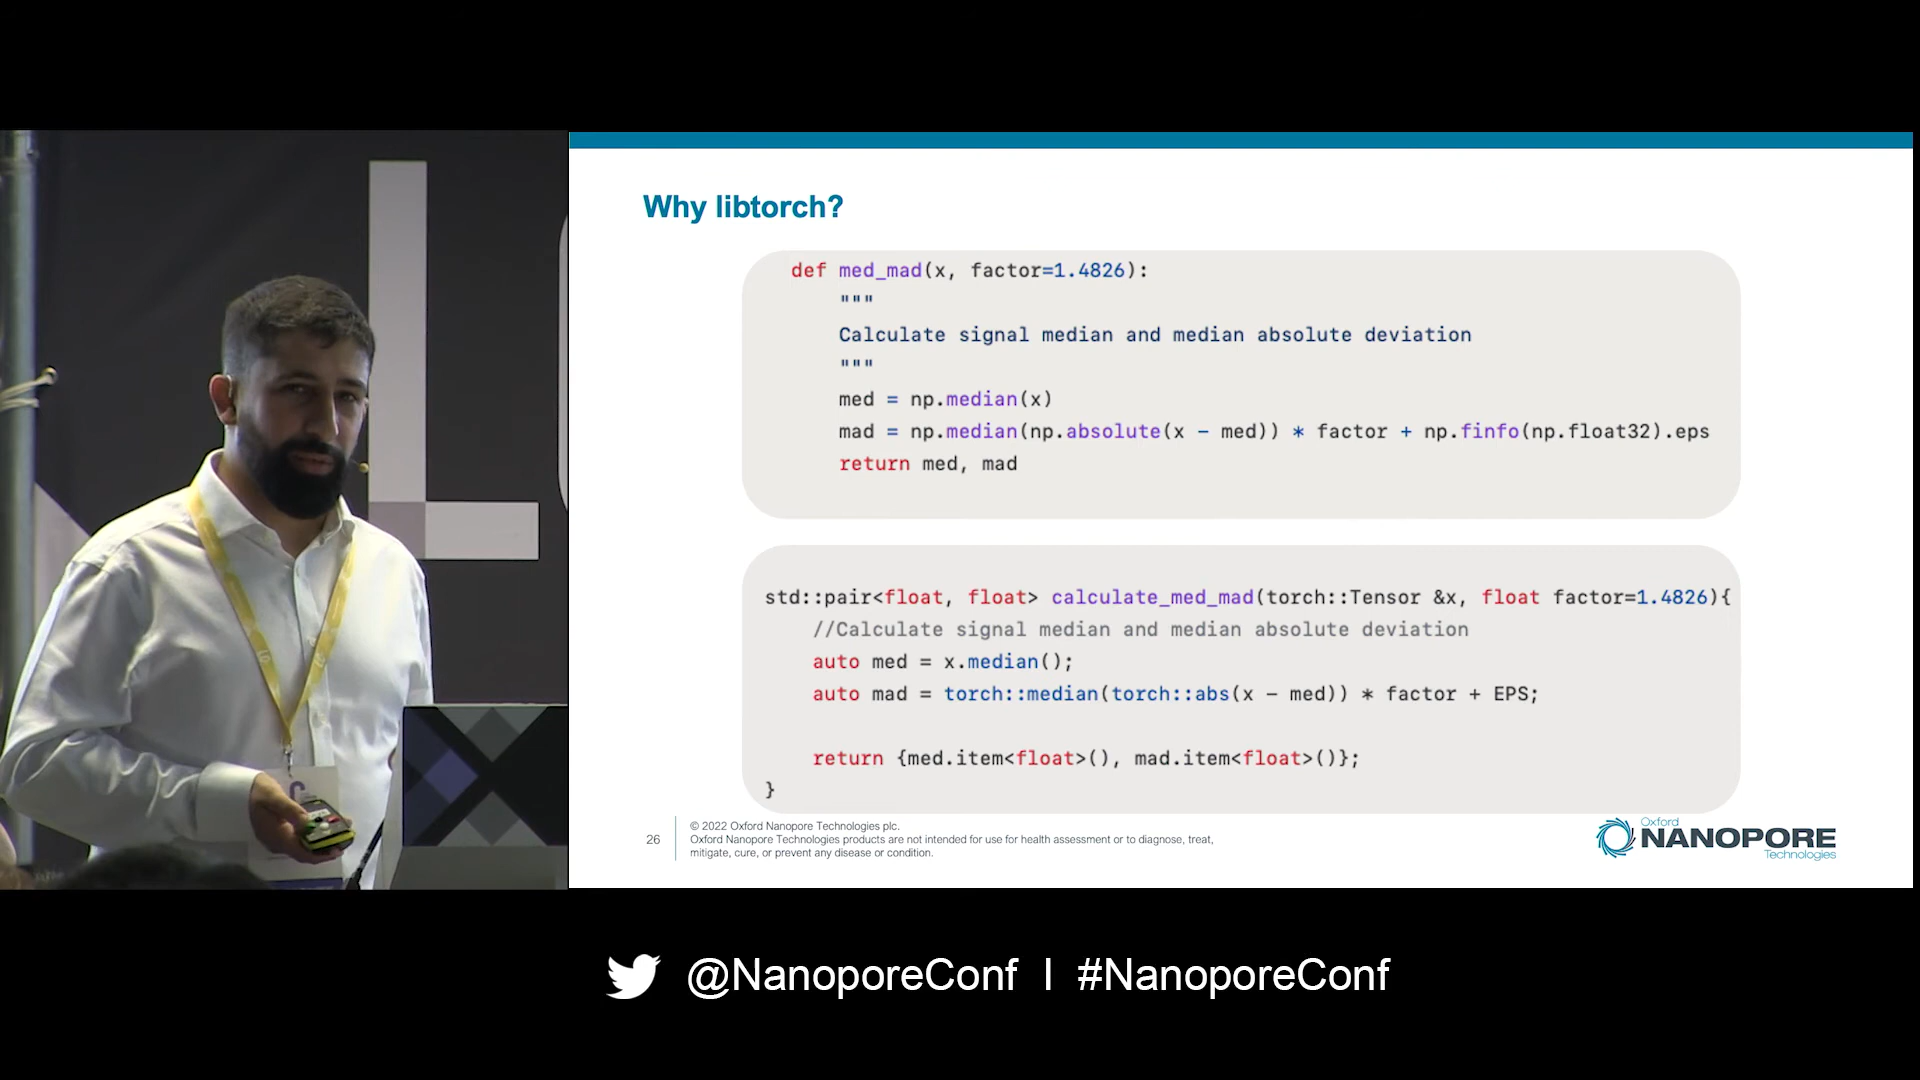 Why libtorch?
def med_mad(x, factor=1.4826):
"""
Calculate signal median and median absolute deviation
"""
med = np.median(x)
mad = np.median(np.absolute(x - med)) * factor + np.finfo(np.float32).eps
return med, mad
std::pair<float, float> calculate_med_mad(torch::Tensor &x, float factor=1.4826){
//Calculate signal median and median absolute deviation
auto med = x.median();
auto mad = torch::median(torch::abs(x - med)) * factor + EPS;
return {med.item<float>(), mad.item<float>()};
}
26
© 2022 Oxford Nanopore Technologies plc.
Oxford Nanopore Technologies products are not intended for use for health assessment or to diagnose, treat,
mitigate, cure, or prevent any disease or condition.
Oxford
NANOPORE
Technologies
@NanoporeConf | #NanoporeConf